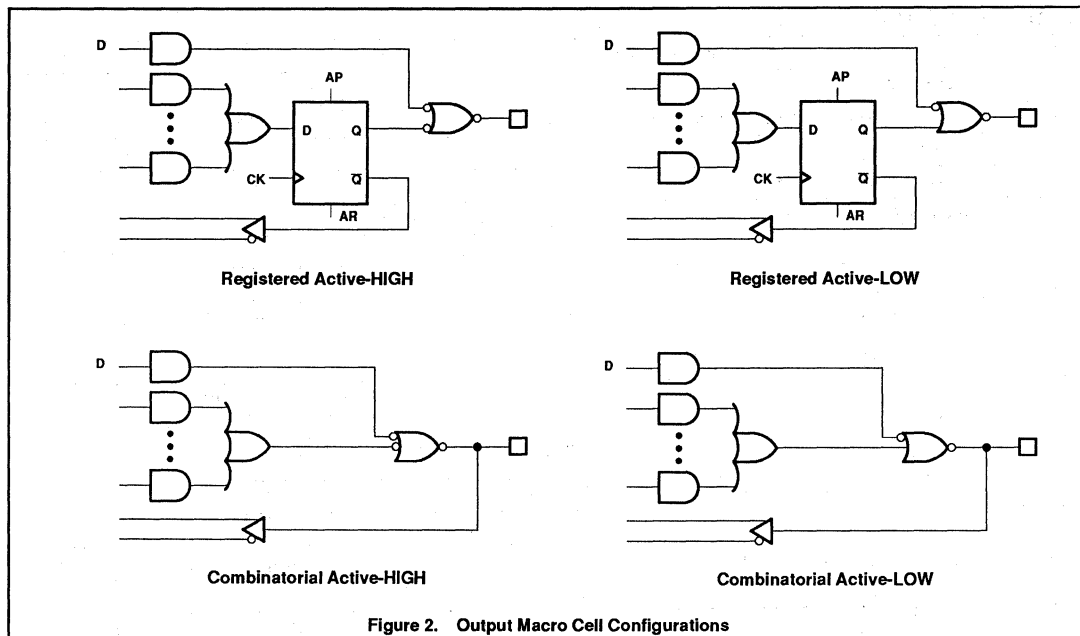 D
AP
D Q
CK
Q̅
AR
Registered Active-HIGH
D
AP
D Q
CK
Q̅
AR
Registered Active-LOW
D
Combinatorial Active-HIGH
D
Combinatorial Active-LOW
Figure 2. Output Macro Cell Configurations